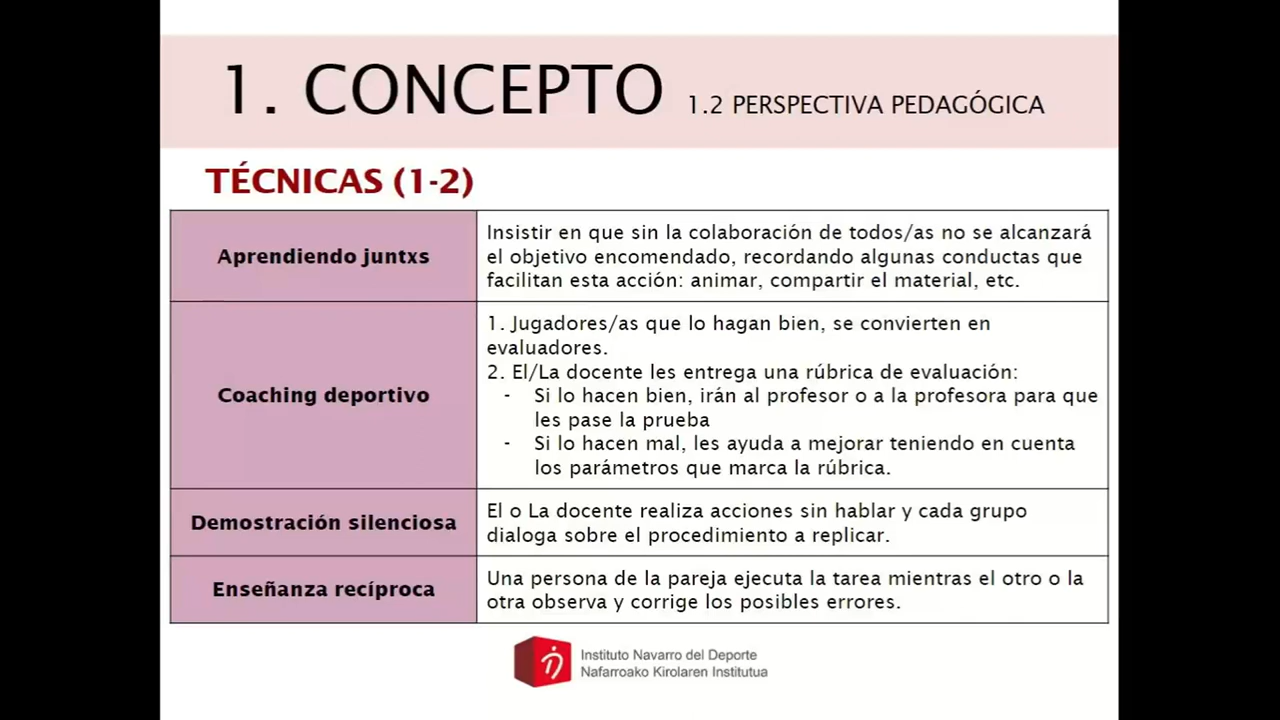 1. CONCEPTO 1.2 PERSPECTIVA PEDAGÓGICA
TÉCNICAS (1-2)
Aprendiendo juntxs
Insistir en que sin la colaboración de todos/as no se alcanzará
el objetivo encomendado, recordando algunas conductas que
facilitan esta acción: animar, compartir el material, etc.
Coaching deportivo
1. Jugadores/as que lo hagan bien, se convierten en
evaluadores.
2. El/La docente les entrega una rúbrica de evaluación:
- Si lo hacen bien, irán al profesor o a la profesora para que
les pase la prueba
- Si lo hacen mal, les ayuda a mejorar teniendo en cuenta
los parámetros que marca la rúbrica.
Demostración silenciosa
El o La docente realiza acciones sin hablar y cada grupo
dialoga sobre el procedimiento a replicar.
Enseñanza recíproca
Una persona de la pareja ejecuta la tarea mientras el otro o la
otra observa y corrige los posibles errores.
Instituto Navarro del Deporte
Nafarroako Kirolaren Institutua